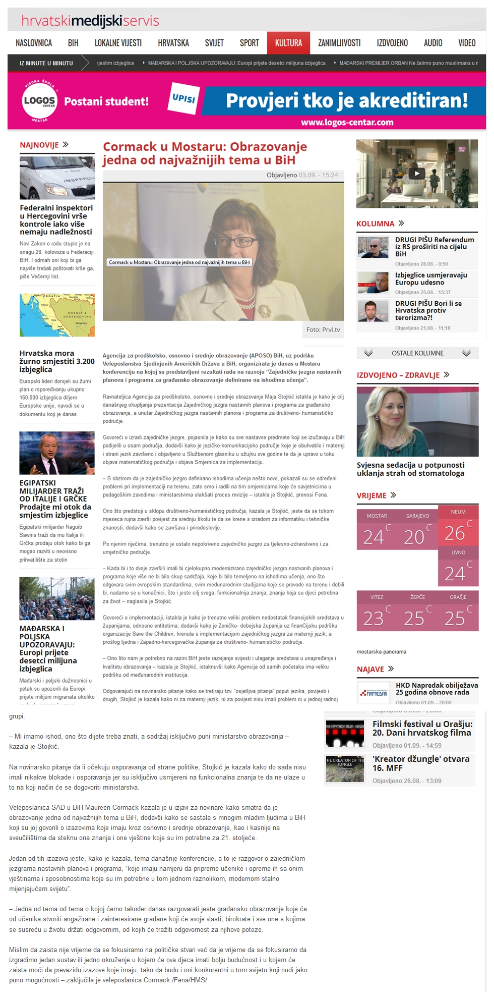 hrvatskimedijskiservis
NASLOVNICA BIH LOKALNE VIJESTI HRVATSKA SVIJET SPORT KULTURA ZANIMLJIVOSTI IZDVOJENO AUDIO VIDEO
IZ MINUTE U MINUTU
njestim izbjeglice
MAĐARSKA I POLJSKA UPOZORAVAJU: Europi prijete desetci milijuna izbjeglica
MAĐARSKI PREMIJER ORBAN Ne želimo puno muslimana u
VISOKA ŠKOLA
LOGOS
CENTAR
MOSTAR
Postani student!
UPISI
Provjeri tko je akreditiran!
www.logos-centar.com
NAJNOVIJE
INSPEKCIJ
Federalni inspektori
u Hercegovini vrše
kontrole iako više
nemaju nadležnosti
Novi Zakon o radu stupio je na
snagu 28. kolovoza u Federaciji
BiH. I odmah oni koji bi ga
najviše trebali poštovati krše ga,
piše Večernji list.
CROATIA
BOSNIA &
HERZEGOVINA
Hrvatska mora
žurno smjestiti 3.200
izbjeglica
Europski lideri donijeli su žurni
plan o rspoređivanju ukupno
160.000 izbjeglica diljem
Europske unije, navodi se u
dokumentu koji je danas
EGIPATSKI
MILIJARDER TRAŽI
OD ITALIJE I GRČKE
Prodajte mi otok da
smjestim izbjeglice
Egipatski milijarder Naguib
Sawiris traži da mu Italija ili
Grčka prodaju otok kako bi ga
mogao razviti u neovisno
prihvatilište za stotin
MAĐARSKA I
POLJSKA
UPOZORAVAJU:
Europi prijete
desetci milijuna
izbjeglica
Mađarski i poljski dužnosnici u
petak su upozorili da Europi
prijete milijuni migranata ukoliko
Cormack u Mostaru: Obrazovanje
jedna od najvažnijih tema u BiH
Objavljeno 03.09. - 15:24
Cormack u Mostaru: Obrazovanje jedna od najvažnijih tema u BiH
Foto: Prvi.tv
Agencija za predškolsko, osnovno i srednje obrazovanje (APOSO) BiH, uz podršku
Veleposlanstva Sjedinjenih Američkih Država u BiH, organizirala je danas u Mostaru
konferenciju na kojoj su predstavljeni rezultati rada na razvoju “Zajedničke jezgra nastavnih
planova i programa za građansko obrazovanje definirane na ishodima učenja”.
Ravnateljica Agencija za predškolsko, osnovno i srednje obrazovanje Maja Stojkić istakla je kako je cilj
današnjeg okupljanja prezentacija Zajedničkog jezgra nastavnih planova i programa za građansko
obrazovanje, a unutar Zajedničkog jezgra nastavnih planova i programa za društveno- humanističko
područje.
Govoreći o izradi zajedničke jezgre, pojasnila je kako su sve nastavne predmete koji se izučavaju u BiH
podijelili u osam područja, dodavši kako je jezičko-komunikacijsko područje koje je obuhvatilo i maternji
i strani jezik završeno i objavljeno u Službenom glasniku u ožujku ove godine te da je upravo u toku
objava matematičkog područja i objava Smjernica za implementaciju.
– S obzirom da je zajedničko jezgro definirano ishodima učenja nešto novo, pokazali su se određeni
problemi pri implementaciji na terenu, zato smo i radili na tim smjernicama koje će savjetnicima u
pedagoškim zavodima i ministarstvima olakšati proces revizije – istakla je Stojkić, prenosi Fena.
Ono što predstoji u sklopu društveno-humanističkog područja, kazala je Stojkić, jeste da se tokom
mjeseca rujna završi povijest za srednju školu te da se krene s izradom za informatiku i tehničke
znanosti, dodavši kako se završava i prirodoslovlje.
Po njenim riječima, trenutno je ostalo nepokriveno zajedničko jezgro za tjelesno-zdravstveno i za
umjetničko područje.
– Kada bi i to dvoje završili imali bi cjelokupno modernizirano zajedničko jezgro nastvanih planova i
programa koje više ne bi bilo skup sadržaja, koje bi bilo temeljeno na ishodima učenja, ono što
odgovara svim evropskim standardima, svim međunarodnim studijama koje se provode na terenu i dobili
bi, nadamo se u konačnici, što i jeste cilj svega, funkcionalnija znanja, znanja koja su djeci potrebna
za život – naglasila je Stojkić.
Govoreći o implementaciji, istakla je kako je trenutno veliki problem nedostatak finansijskih sredstava u
županijama, odnosno entitetima, dodavši kako je Zeničko- dobojska županija uz finanCijsku podršku
organizacije Save the Children, krenula s implementacijom zajedničkog jezgra za maternji jezik, a
prošlog tjedna i Zapadno-hercegovačka županija za društveno- humanističko područje.
– Ono što nam je potrebno na razini BiH jeste razvijanje svijesti i ulaganje sredstava u unapređenje i
kvalitetu obrazovanja – kazala je Stojkić, istaknuvši kako Agencija od samih početaka ima veliku
podršku od međunarodnih institucija.
Odgovarajući na novinarsko pitanje kako se tretiraju tzv. “osjetljiva pitanja” poput jezika, povijesti i
drugih, Stojkić je kazala kako ni za maternji jezik, ni za povijest nisu imali problem ni u jednoj radnoj
KOLUMNA
DRUGI PIŠU Referendum
iz RS proširiti na cijelu
BiH
Objavljeno 28.08. - 0:50
Izbjeglice usmjeravaju
Europu udesno
Objavljeno 25.08. - 15:37
DRUGI PIŠU Bori li se
Hrvatska protiv
terorizma?!
Objavljeno 21.08. - 11:18
OSTALE KOLUMNE
IZDVOJENO – ZDRAVLJE
Svjesna sedacija u potpunosti
uklanja strah od stomatologa
VRIJEME
MOSTAR SARAJEVO NEUM
24 C 20 C 26 C
LIVNO
24 C
VITEZ ŽEPČE ORAŠJE
23 C 25 C 25 C
mostarska-panorama
NAJAVE
NAPREDAK
HKD Napredak obilježava
25 godina obnove rada
Objavljeno 01.09. - 20:00
grupi.
– Mi imamo ishod, ono što dijete treba znati, a sadržaj isključivo puni ministarstvo obrazovanja –
kazala je Stojkić.
Na novinarsko pitanje da li očekuju osporavanja od strane politike, Stojkić je kazala kako do sada nisu
imali nikakve blokade i osporavanja jer su isključivo usmjereni na funkcionalna znanja te da ne ulaze u
to na koji način će se dogovoriti ministarstva.
Veleposlanica SAD u BiH Maureen Cormack kazala je u izjavi za novinare kako smatra da je
obrazovanje jedna od najvažnijih tema u BiH, dodavši kako se sastala s mnogim mladim ljudima u BiH
koji su joj govorili o izazovima koje imaju kroz osnovno i srednje obrazovanje, kao i kasnije na
sveučilištima da steknu ona znanja i one vještine koje su im potrebne za 21. stoljeće.
Jedan od tih izazova jeste, kako je kazala, tema današnje konferencije, a to je razgovor o zajedničkim
jezgrama nastavnih planova i programa, “koje imaju namjeru da pripreme učenike i opreme ih sa onim
vještinama i sposobnostima koje su im potrebne u tom jednom raznolikom, modernom stalno
mijenjajućem svijetu”.
– Jedna od tema od tema o kojoj ćemo također danas razgovarati jeste građansko obrazovanje koje će
od učenika stvoriti angažirane i zainteresirane građane koji će svoje vlasti, birokrate i sve one s kojima
se susreću u životu držati odgovornim, od kojih će tražiti odgovornost za njihove poteze.
Mislim da zaista nije vrijeme da se fokusiramo na političke stvari već da je vrijeme da se fokusiramo da
izgradimo jedan sustav ili jedno okruženje u kojem će ova djeca imati bolju budućnost i u kojem će
zaista moći da prevaziđu izazove koje imaju, tako da budu i oni konkurentni u tom svijetu koji nudi jako
puno mogućnosti – zaključila je veleposlanica Cormack./Fena/HMS/
DANI HRVATSKOG FILMA - ORAŠJE
Filmski festival u Orašju:
20. Dani hrvatskog filma
Objavljeno 01.09. - 14:59
THE CREATOR OF THE
JUNGLE
'Kreator džungle' otvara
16. MFF
Objavljeno 26.08. - 13:09